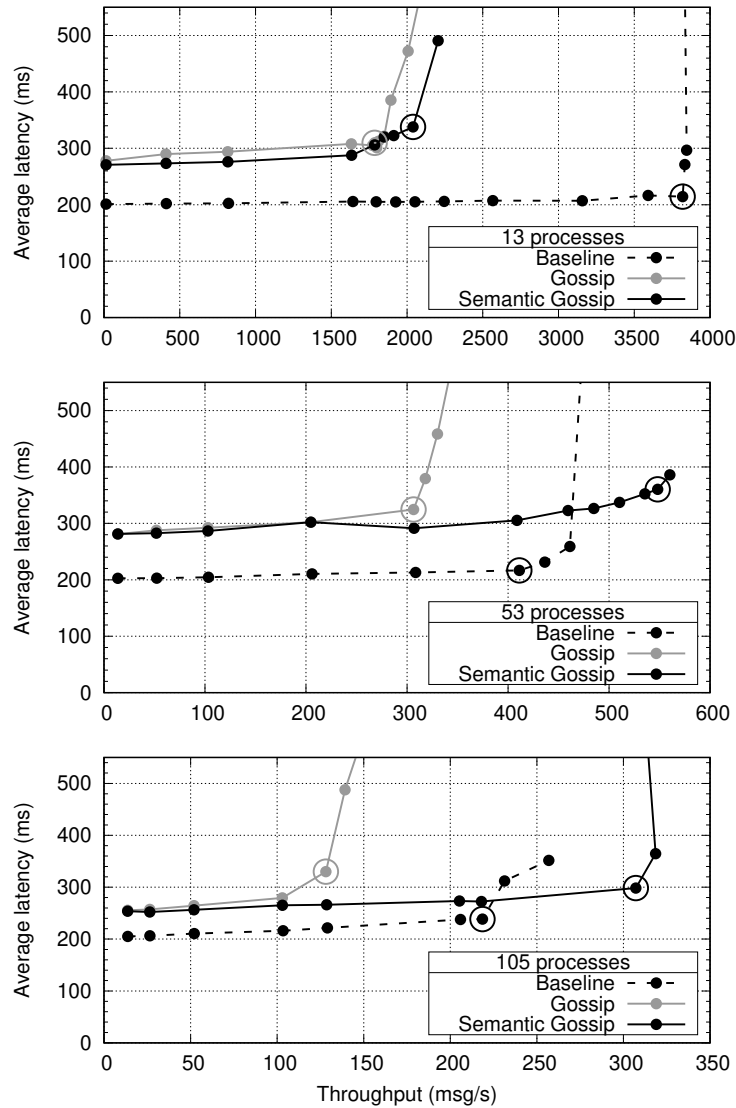 500
400
300
200
100
0
Average latency (ms)
13 processes
Baseline
Gossip
Semantic Gossip
0 500 1000 1500 2000 2500 3000 3500 4000
500
400
300
200
100
0
Average latency (ms)
53 processes
Baseline
Gossip
Semantic Gossip
0 100 200 300 400 500 600
500
400
300
200
100
0
Average latency (ms)
105 processes
Baseline
Gossip
Semantic Gossip
0 50 100 150 200 250 300 350
Throughput (msg/s)